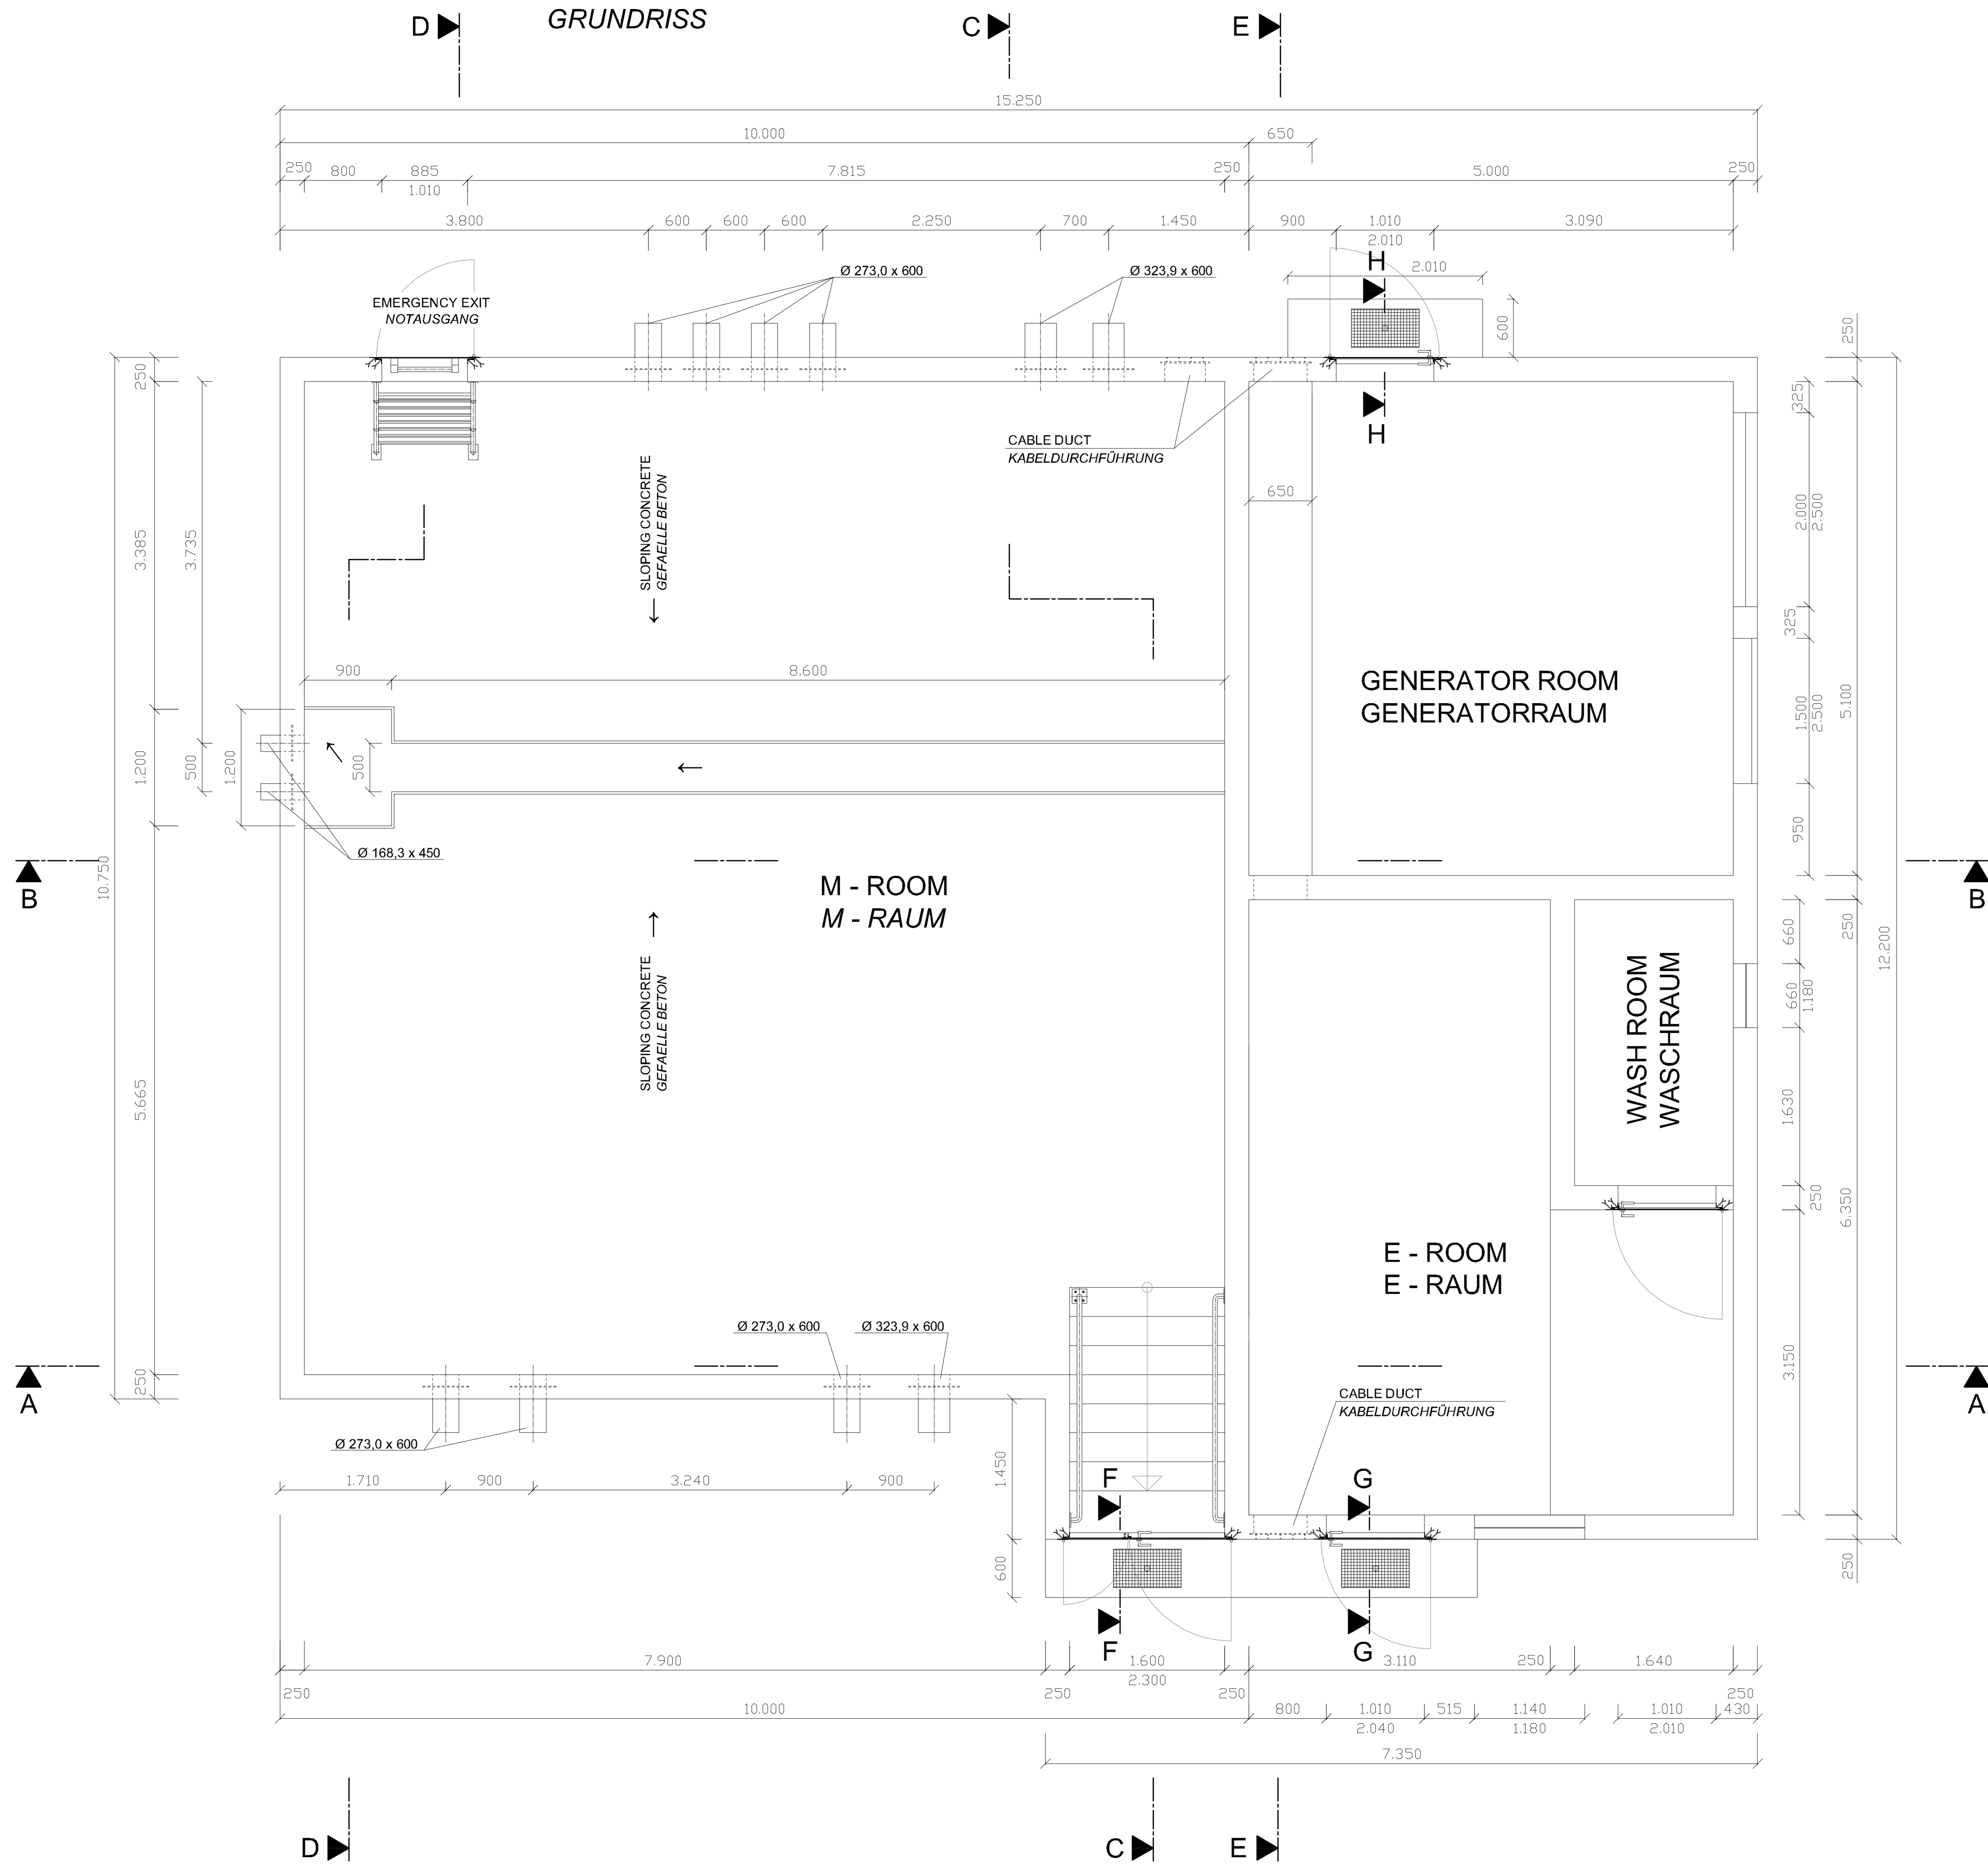 GRUNDRISS
D
C
E
15.250
10.000
650
250
800
885
7.815
250
5.000
250
1.010
3.800
600
600
600
2.250
700
1.450
900
1.010
3.090
2.010
H
2.010
Ø 273,0 x 600
Ø 323,9 x 600
EMERGENCY EXIT
NOTAUSGANG
600
250
250
325
H
CABLE DUCT
KABELDURCHFÜHRUNG
SLOPING CONCRETE
GEFAELLE BETON
650
3.385
3.735
2.000
2.500
325
900
8.600
GENERATOR ROOM
GENERATORRAUM
5.100
1.500
2.500
1.200
500
1.200
500
950
Ø 168,3 x 450
10.750
B
B
M - ROOM
M - RAUM
250
660
12.200
SLOPING CONCRETE
GEFAELLE BETON
WASH ROOM
WASCHRAUM
660
1.180
5.665
1.630
250
6.350
E - ROOM
E - RAUM
Ø 273,0 x 600
Ø 323,9 x 600
3.150
250
A
A
CABLE DUCT
KABELDURCHFÜHRUNG
Ø 273,0 x 600
1.710
900
3.240
900
1.450
F
G
600
250
F
G
7.900
1.600
3.110
250
1.640
2.300
250
250
250
250
10.000
800
1.010
515
1.140
1.010
430
2.040
1.180
2.010
7.350
D
C
E